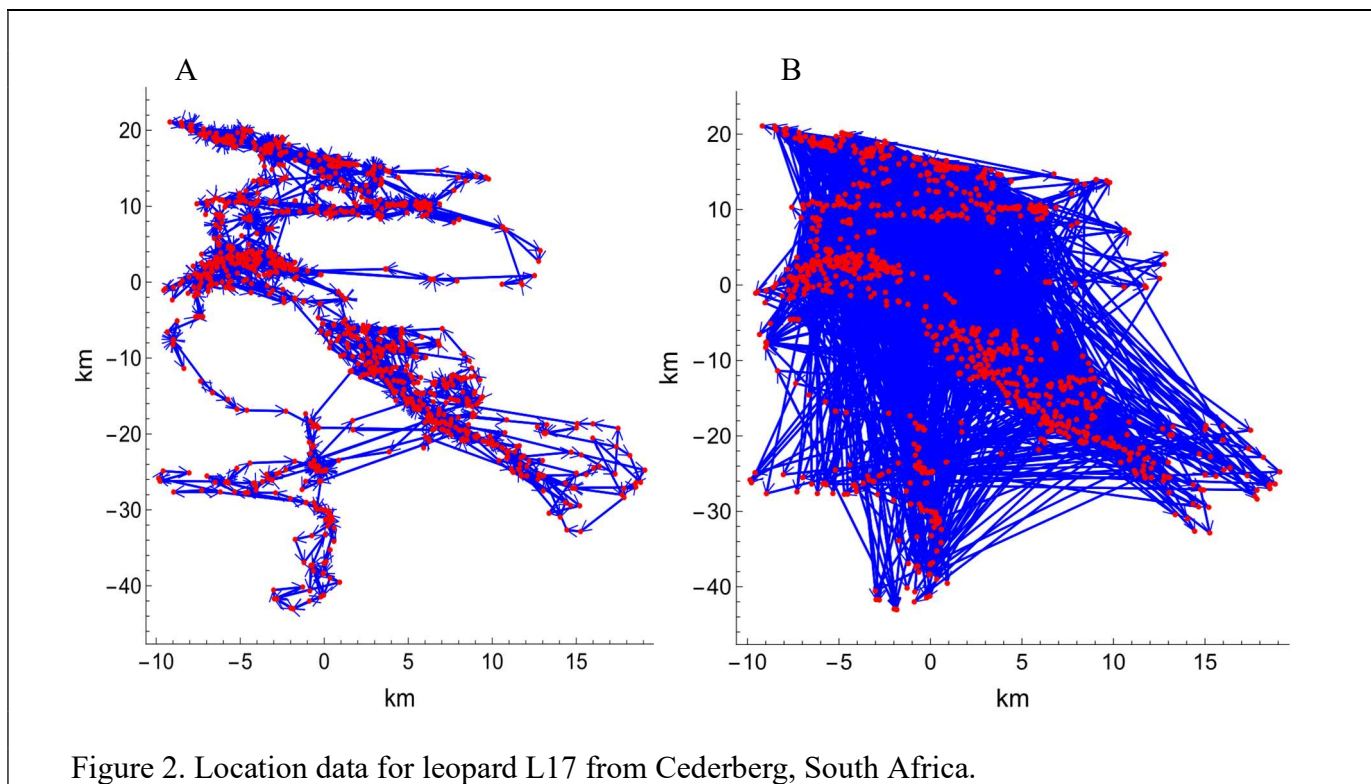 A B
20 20
10 10
0 0
−10 −10
km km
−20 −20
−30 −30
−40 −40
−10 −5 0 5 10 15 −10 −5 0 5 10 15
km km
Figure 2. Location data for leopard L17 from Cederberg, South Africa.